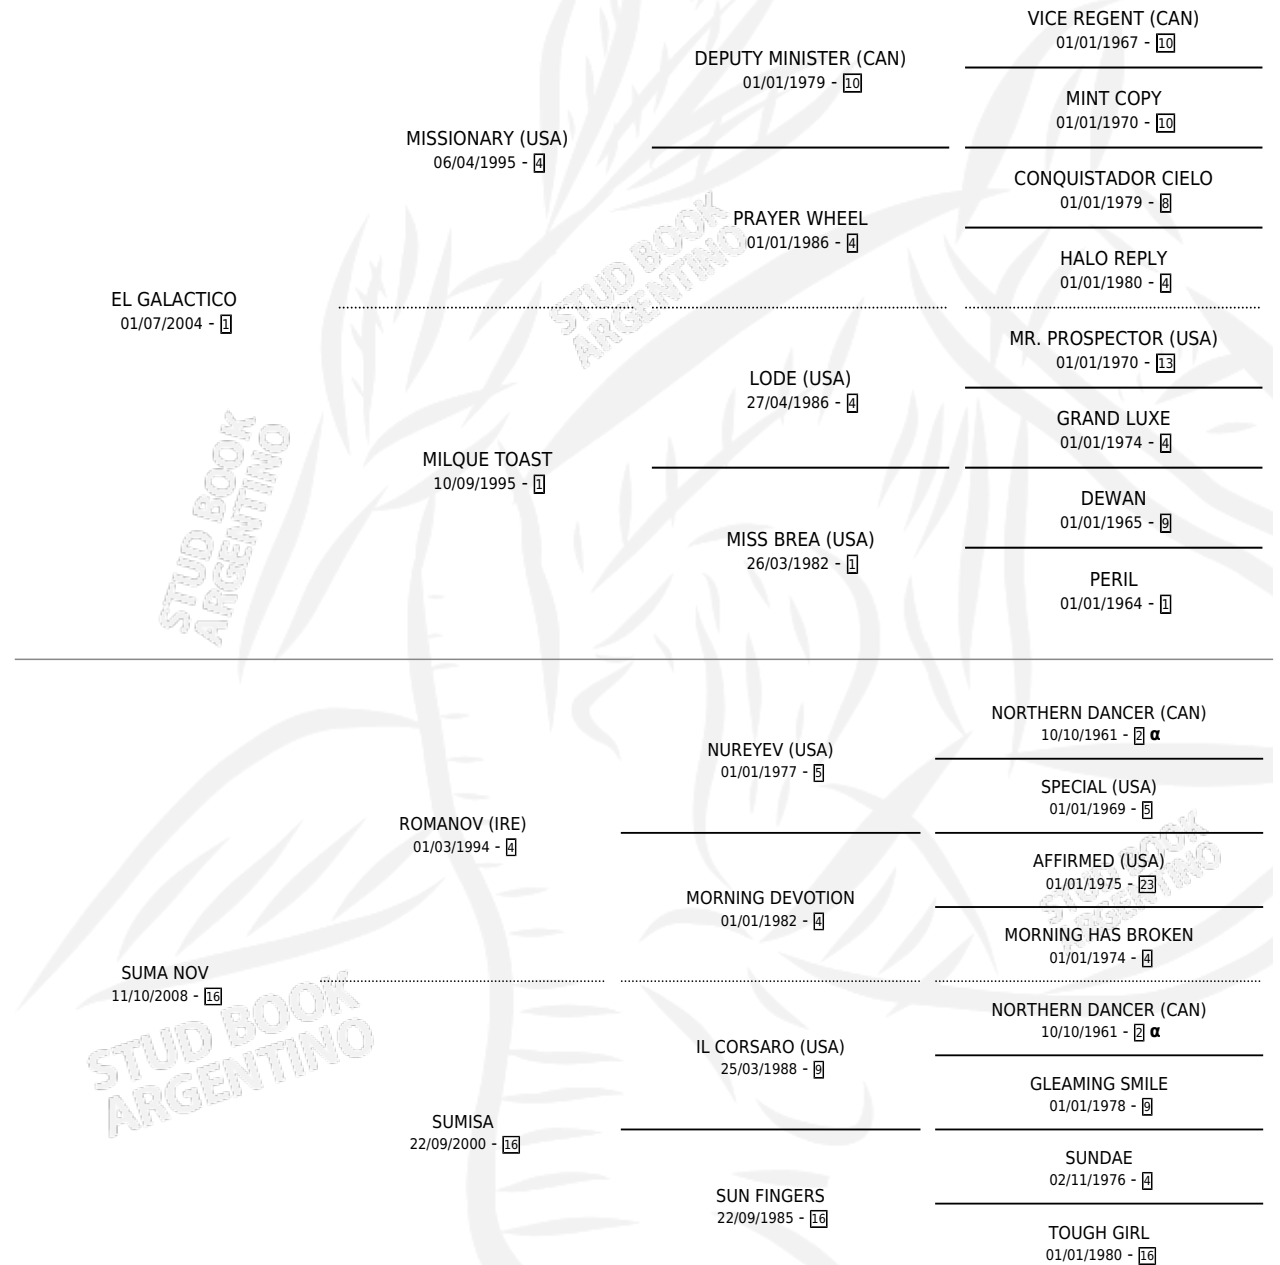 VICE REGENT (CAN)
01/01/1967 - 10
DEPUTY MINISTER (CAN)
01/01/1979 - 10
MINT COPY
01/01/1970 - 10
MISSIONARY (USA)
06/04/1995 - 4
CONQUISTADOR CIELO
01/01/1979 - 8
PRAYER WHEEL
01/01/1986 - 4
HALO REPLY
01/01/1980 - 4
EL GALACTICO
01/07/2004 - 1
MR. PROSPECTOR (USA)
01/01/1970 - 13
LODE (USA)
27/04/1986 - 4
GRAND LUXE
01/01/1974 - 4
MILQUE TOAST
10/09/1995 - 1
DEWAN
01/01/1965 - 9
MISS BREA (USA)
26/03/1982 - 1
PERIL
01/01/1964 - 1
STUD BOOK
ARGENTINO
STUD BOOK
ARGENTINO
NORTHERN DANCER (CAN)
10/10/1961 - 2 α
NUREYEV (USA)
01/01/1977 - 5
SPECIAL (USA)
01/01/1969 - 5
ROMANOV (IRE)
01/03/1994 - 4
AFFIRMED (USA)
01/01/1975 - 23
MORNING DEVOTION
01/01/1982 - 4
MORNING HAS BROKEN
01/01/1974 - 4
STUD BOOK
ARGENTINO
SUMA NOV
11/10/2008 - 16
NORTHERN DANCER (CAN)
10/10/1961 - 2 α
IL CORSARO (USA)
25/03/1988 - 9
GLEAMING SMILE
01/01/1978 - 9
SUMISA
22/09/2000 - 16
SUNDAE
02/11/1976 - 4
SUN FINGERS
22/09/1985 - 16
TOUGH GIRL
01/01/1980 - 16
STUD BOOK
ARGENTINO